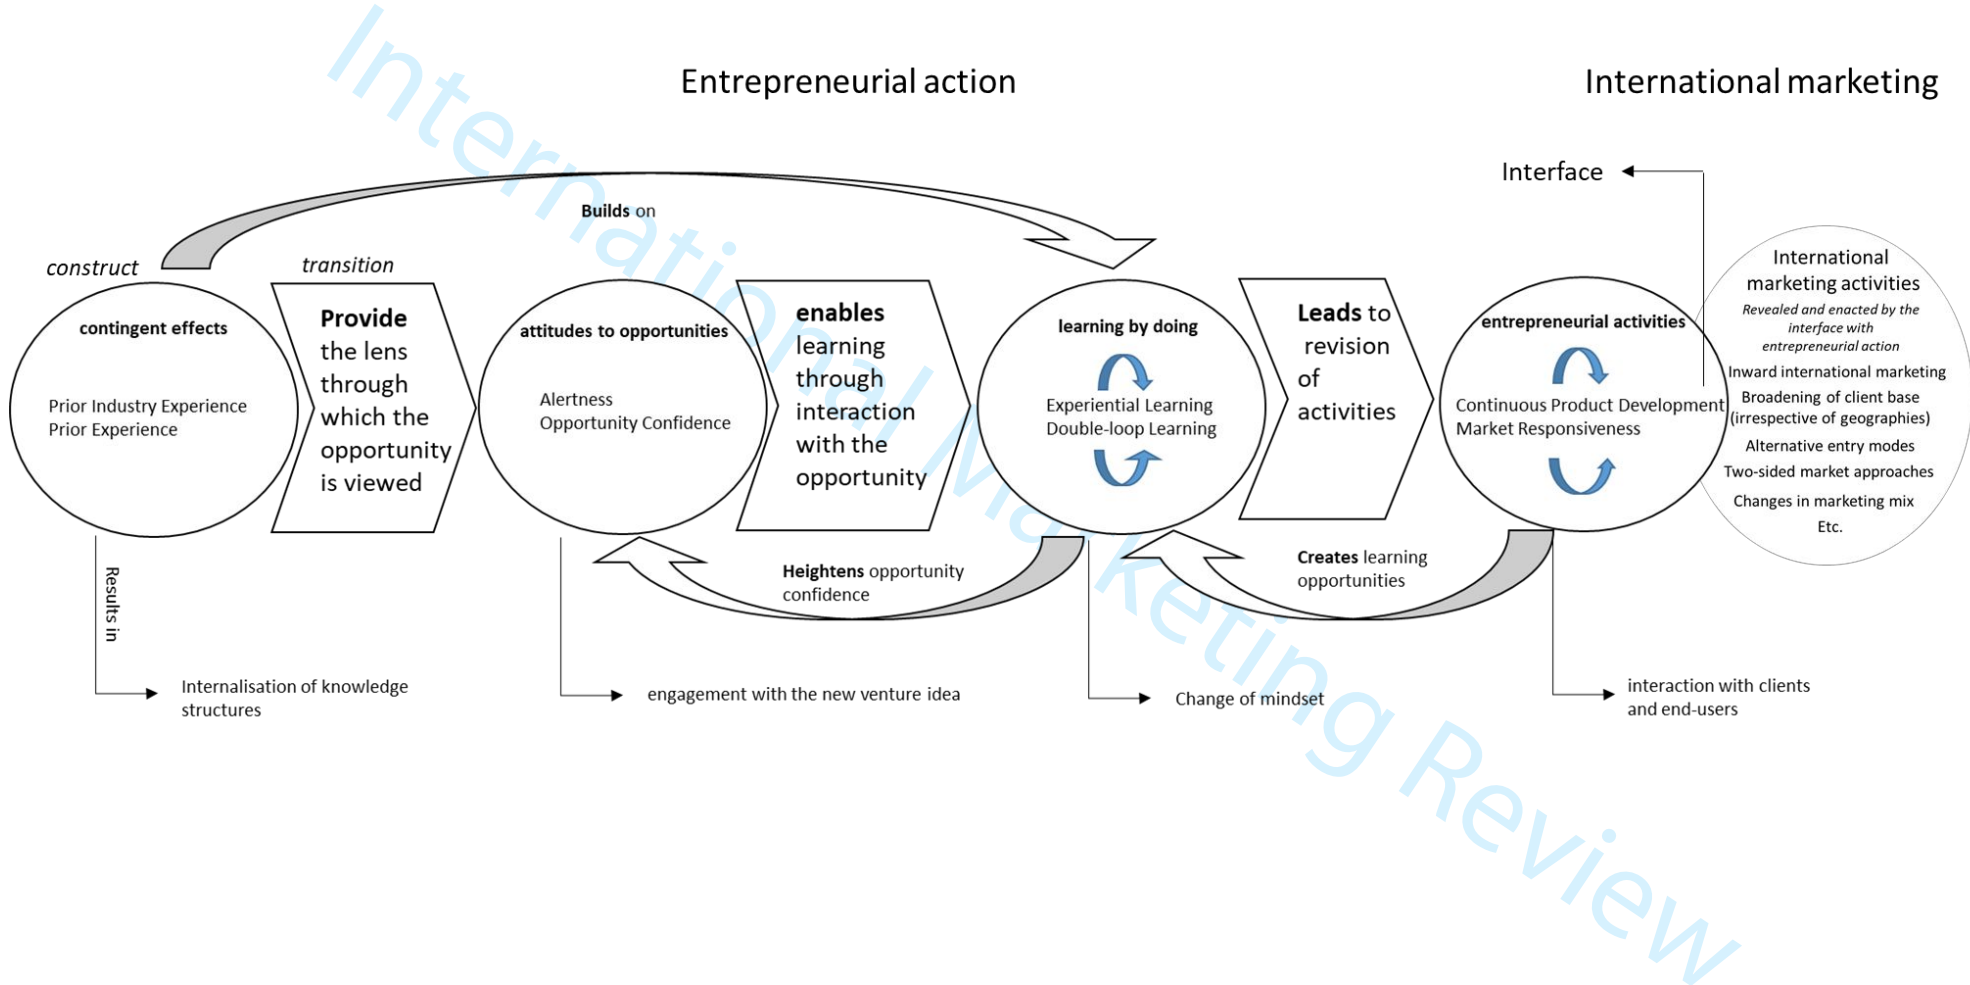 Entrepreneurial action
International marketing
Interface
Builds on
construct
transition
contingent effects
Prior Industry Experience
Prior Experience
Provide
the lens
through
which the
opportunity
is viewed
attitudes to opportunities
Alertness
Opportunity Confidence
enables
learning
through
interaction
with the
opportunity
learning by doing
Experiential Learning
Double-loop Learning
Leads to
revision
of
activities
entrepreneurial activities
Continuous Product Development
Market Responsiveness
International
marketing activities
Revealed and enacted by the
interface with
entrepreneurial action
Inward international marketing
Broadening of client base
(irrespective of geographies)
Alternative entry modes
Two-sided market approaches
Changes in marketing mix
Etc.
Heightens opportunity
confidence
Creates learning
opportunities
Results in
Internalisation of knowledge
structures
engagement with the new venture idea
Change of mindset
interaction with clients
and end-users
International Marketing Review